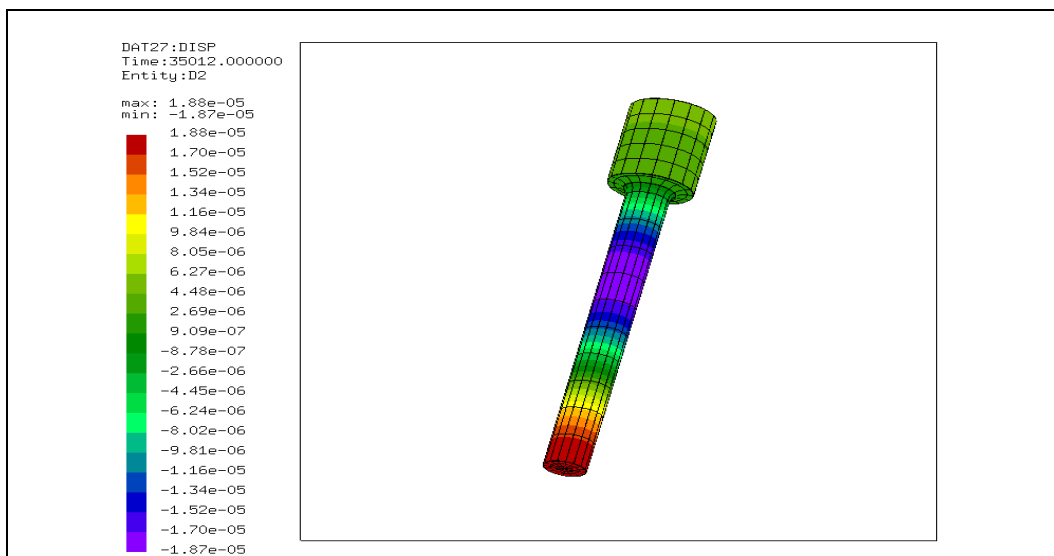 DAT27:DISP
Time:35012.000000
Entity:D2
max: 1.88e-05
min: -1.87e-05
1.88e-05
1.70e-05
1.52e-05
1.34e-05
1.16e-05
9.84e-06
8.05e-06
6.27e-06
4.48e-06
2.69e-06
9.09e-07
-8.78e-07
-2.66e-06
-4.45e-06
-6.24e-06
-8.02e-06
-9.81e-06
-1.16e-05
-1.34e-05
-1.52e-05
-1.70e-05
-1.87e-05